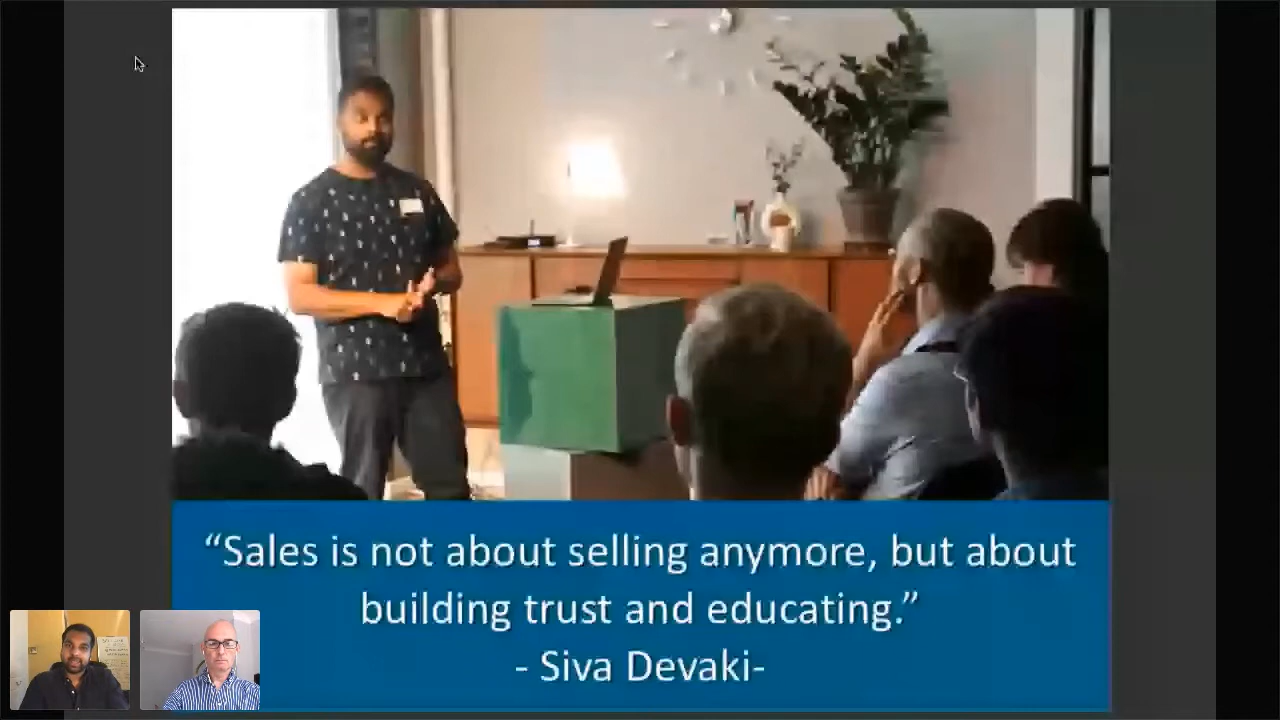 “Sales is not about selling anymore, but about
building trust and educating.”
- Siva Devaki-